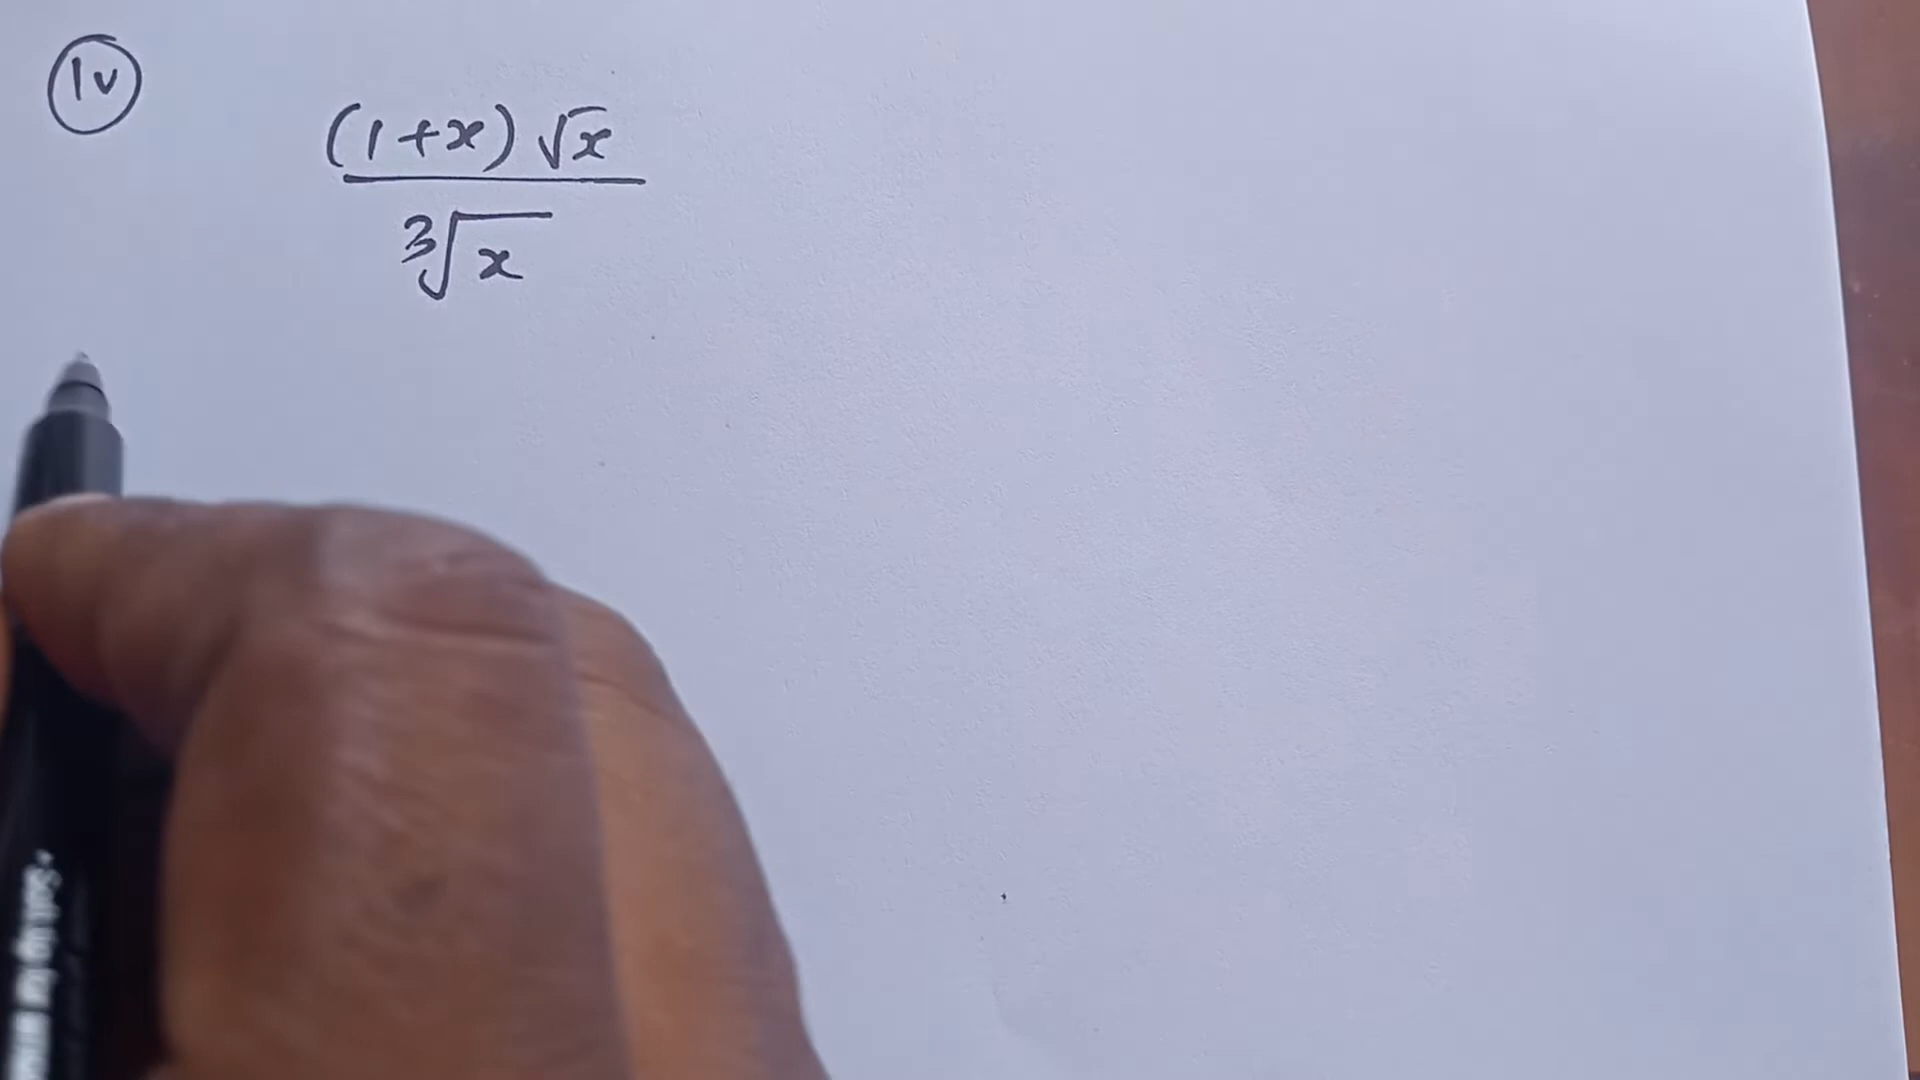 (iv)
(1+x)√x
∛x